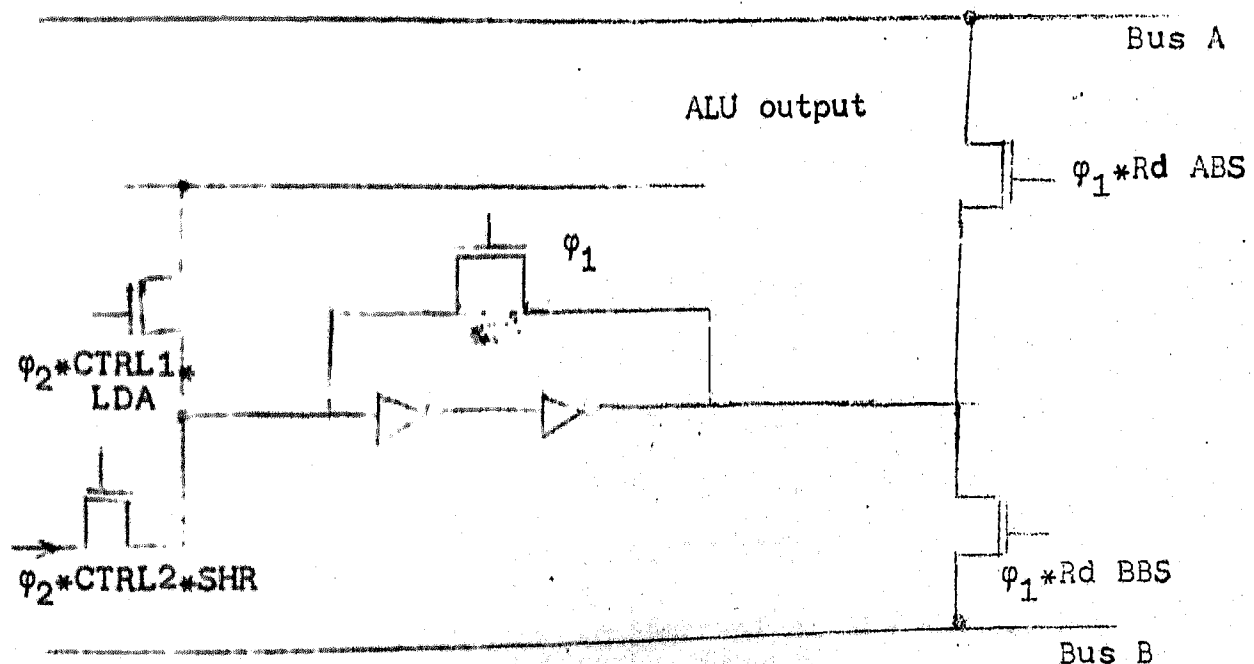 Bus A
ALU output
φ₁*Rd ABS
φ₁
φ₂*CTRL1*
LDA
φ₂*CTRL2*SHR
φ₁*Rd BBS
Bus B